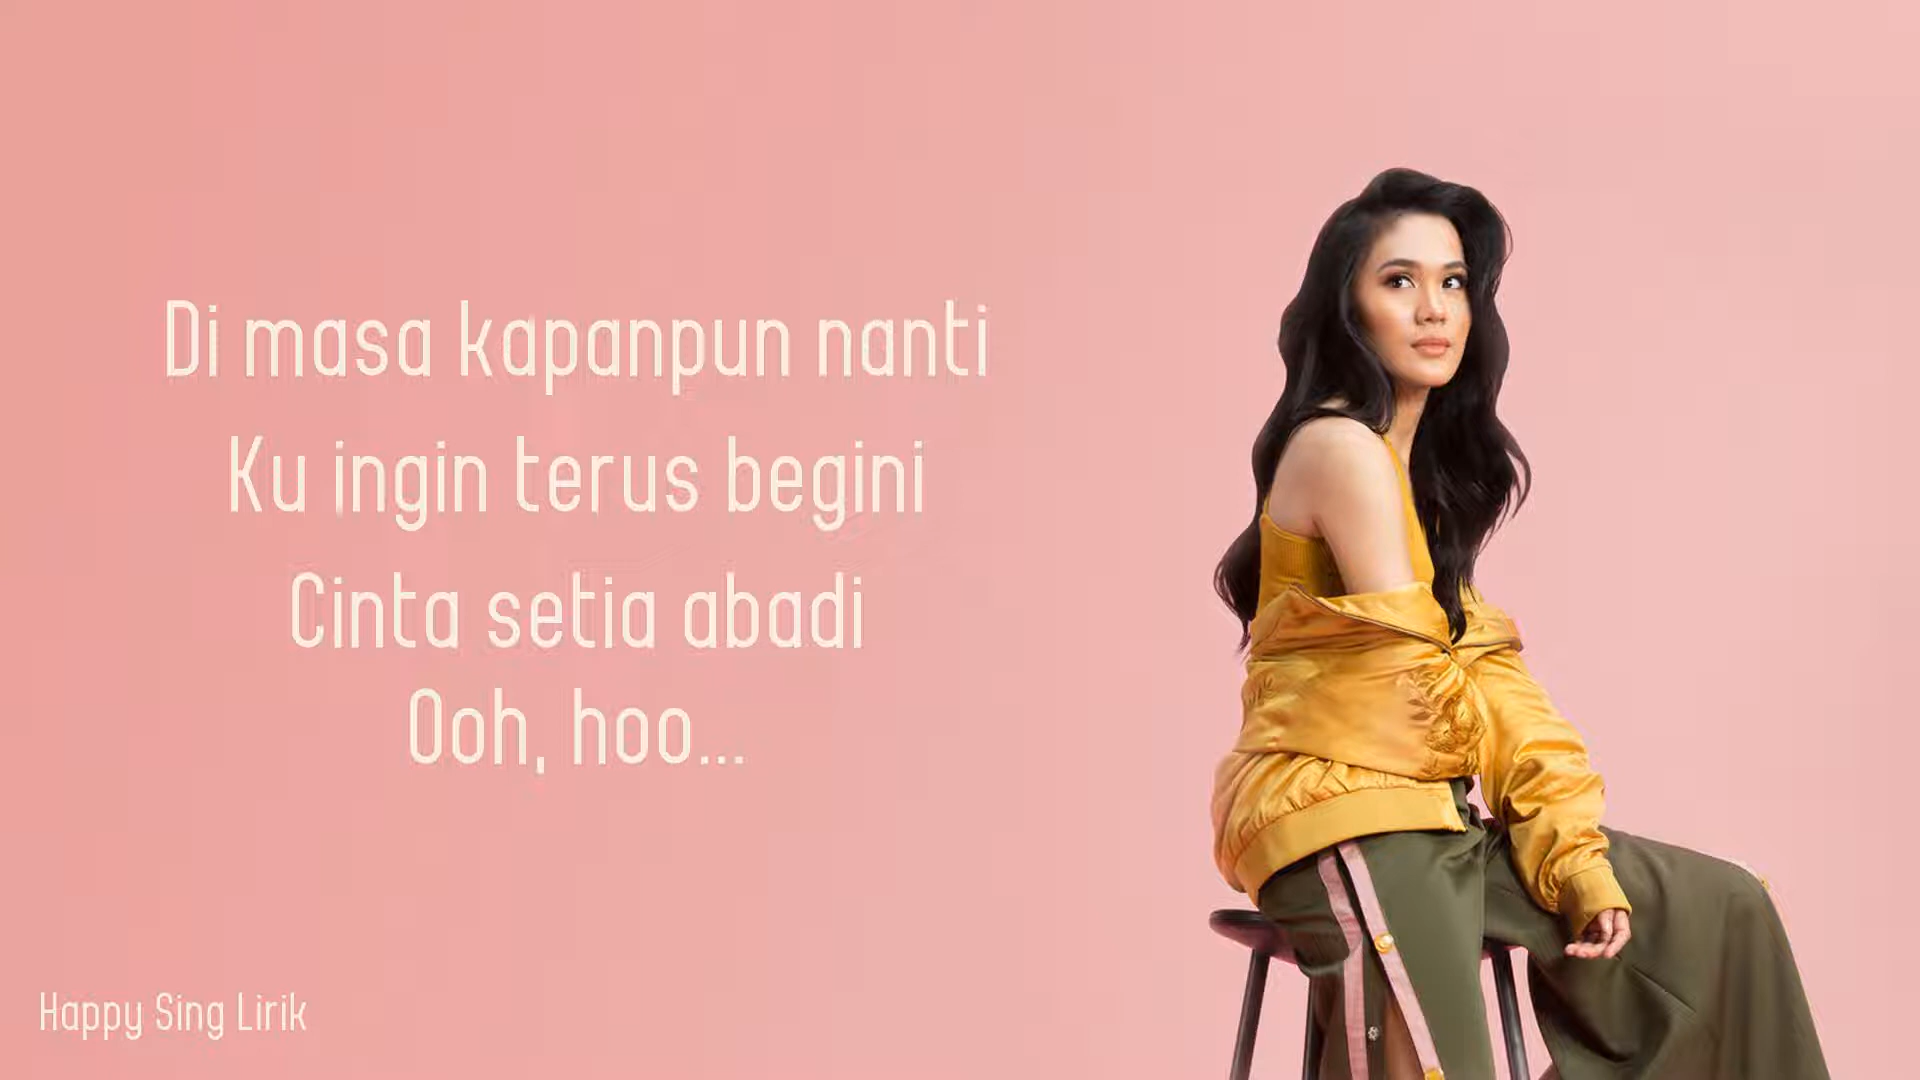 Di masa kapanpun nanti
Ku ingin terus begini
Cinta setia abadi
Ooh, hoo...
Happy Sing Lirik